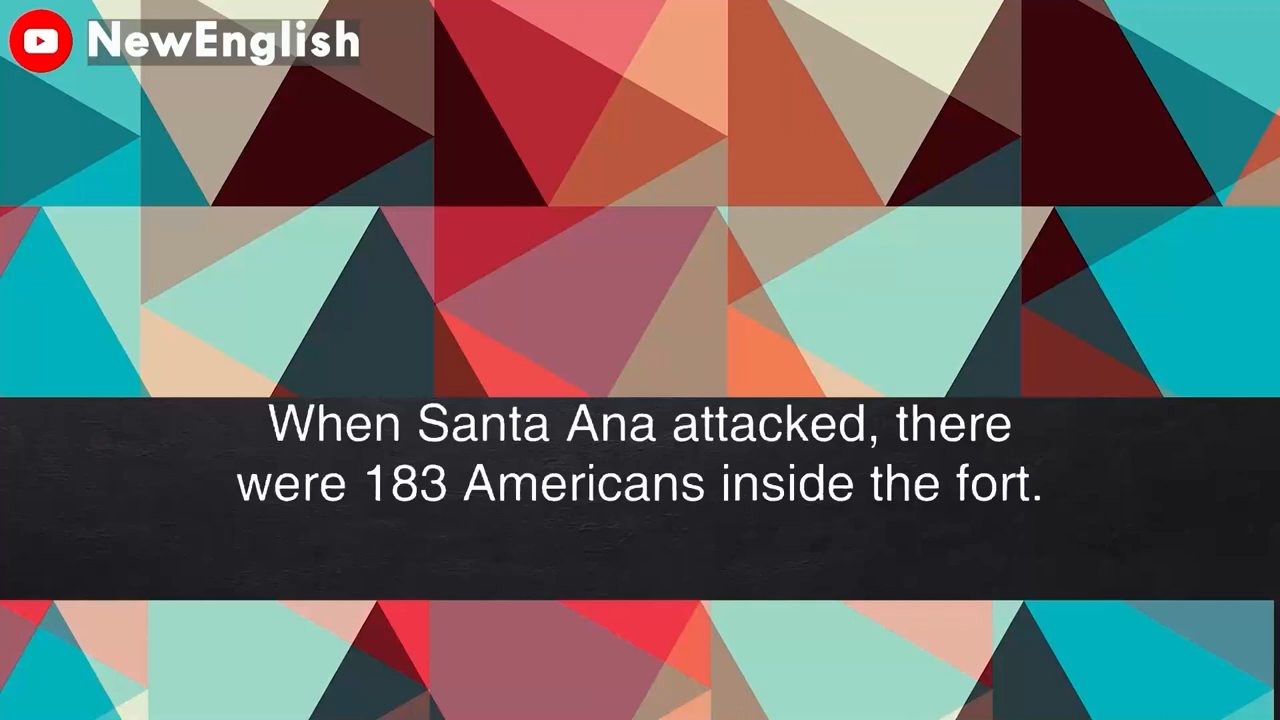 NewEnglish
When Santa Ana attacked, there
were 183 Americans inside the fort.